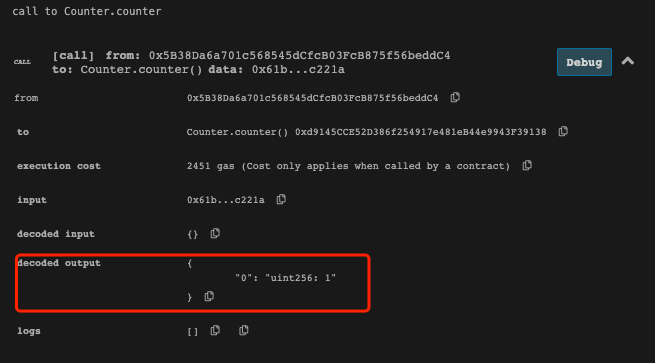 call to Counter.counter
CALL [call] from: 0x5B38Da6a701c568545dCfcB03FcB875f56beddC4
to: Counter.counter() data: 0x61b...c221a
Debug
from 0x5B38Da6a701c568545dCfcB03FcB875f56beddC4
to Counter.counter() 0xd9145CCE52D386f254917e481eB44e9943F39138
execution cost 2451 gas (Cost only applies when called by a contract)
input 0x61b...c221a
decoded input {}
decoded output {
"0": "uint256: 1"
}
logs []